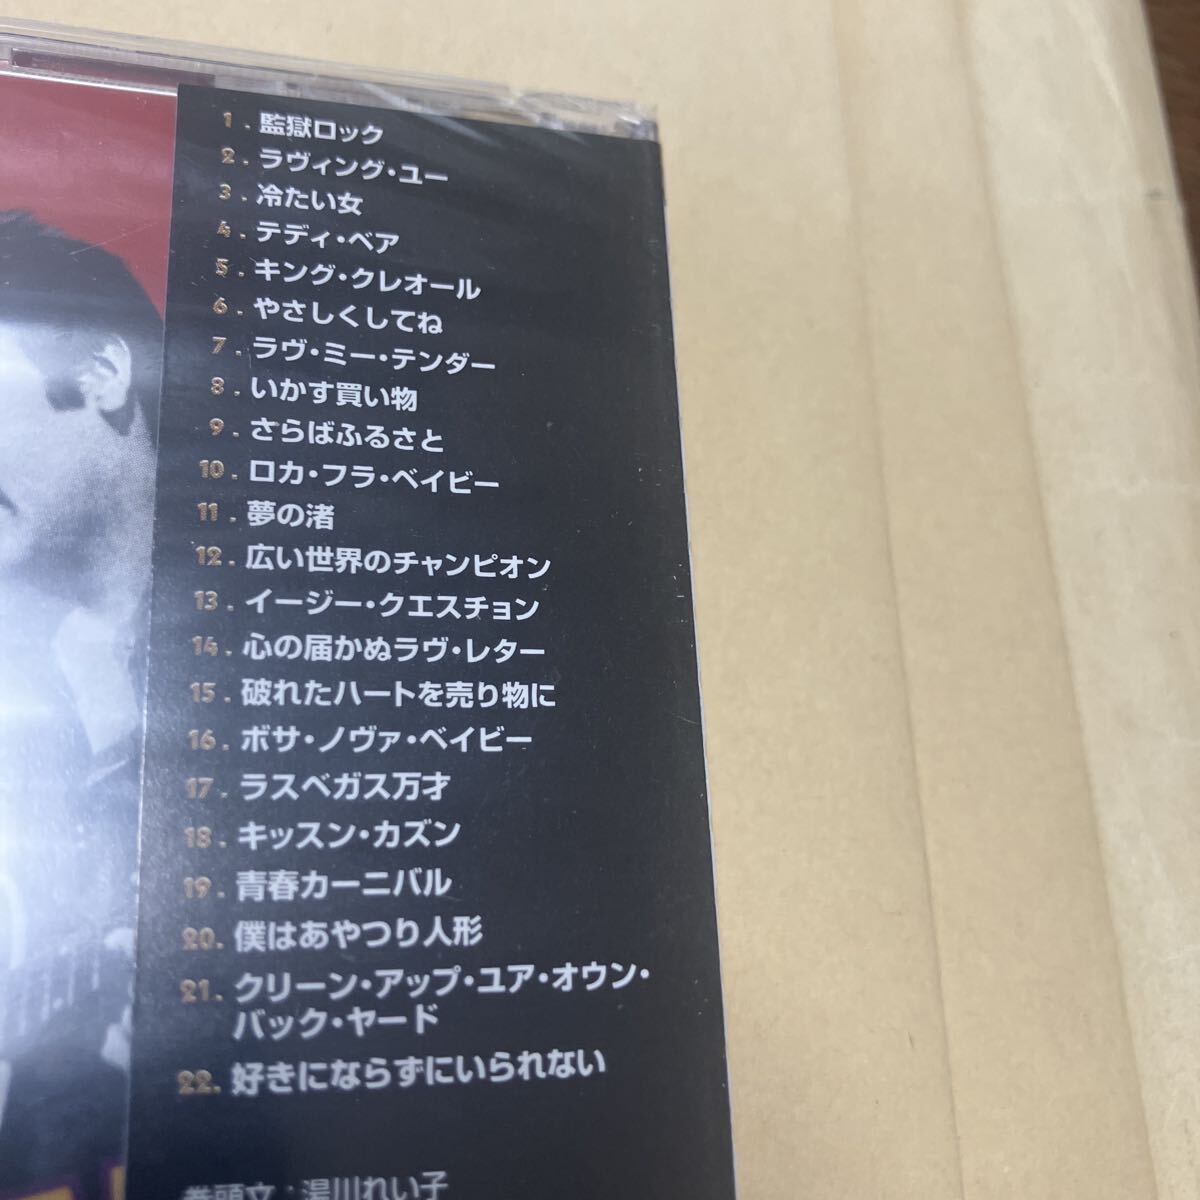 1. 監獄ロック
2. ラヴィング・ユー
3. 冷たい女
4. テディ・ベア
5. キング・クレオール
6. やさしくしてね
7. ラヴ・ミー・テンダー
8. いかす買い物
9. さらばふるさと
10. ロカ・フラ・ベイビー
11. 夢の渚
12. 広い世界のチャンピオン
13. イージー・クエスチョン
14. 心の届かぬラヴ・レター
15. 破れたハートを売り物に
16. ボサ・ノヴァ・ベイビー
17. ラスベガス万才
18. キッスン・カズン
19. 青春カーニバル
20. 僕はあやつり人形
21. クリーン・アップ・ユア・オウン・
バック・ヤード
22. 好きにならずにいられない
巻頭文:湯川れい子